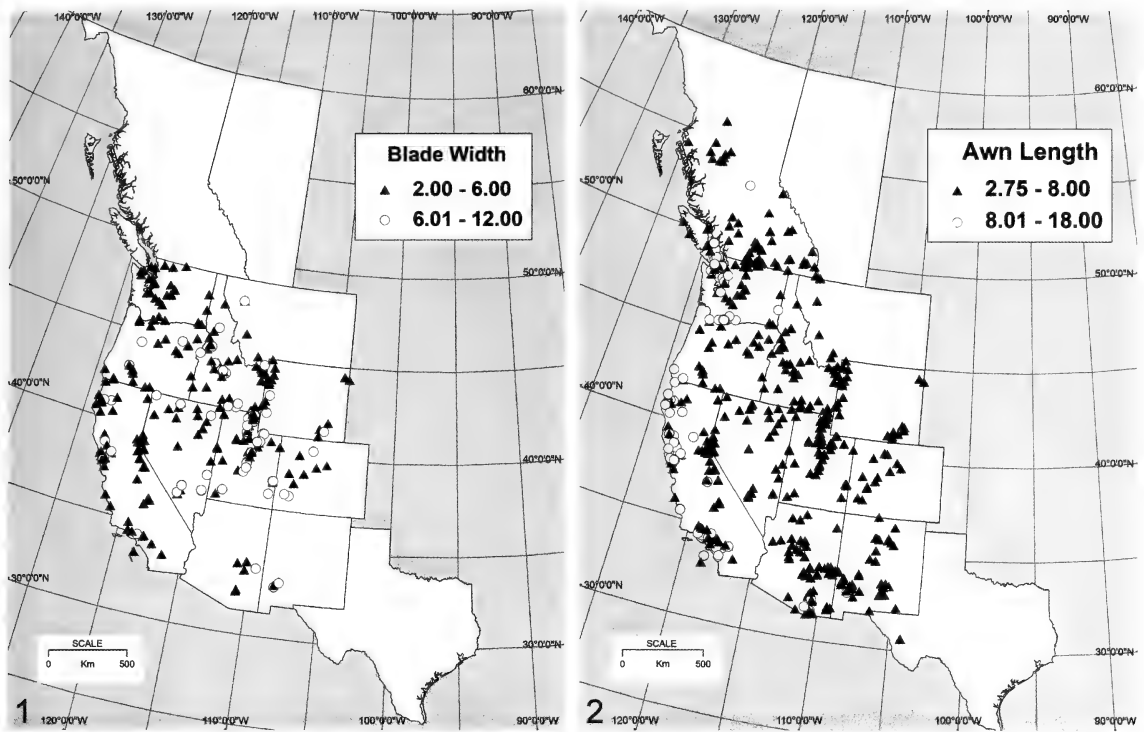 140°0'0"W 130°0'0"W 120°0'0"W 110°0'0"W 100°0'0"W
60°0'0"N
50°0'0"N
50°0'0"N
40°0'0"N
40°0'0"N
30°0'0"N
30°0'0"N
Blade Width
▲ 2.00 - 6.00
○ 6.01 - 12.00
SCALE
0 Km 500
1
120°0'0"W 110°0'0"W 100°0'0"W 90°0'0"W
140°0'0"W 130°0'0"W 120°0'0"W 110°0'0"W 100°0'0"W
60°0'0"N
50°0'0"N
50°0'0"N
40°0'0"N
40°0'0"N
30°0'0"N
30°0'0"N
Awn Length
▲ 2.75 - 8.00
○ 8.01 - 18.00
SCALE
0 Km 500
2
120°0'0"W 110°0'0"W 100°0'0"W 90°0'0"W